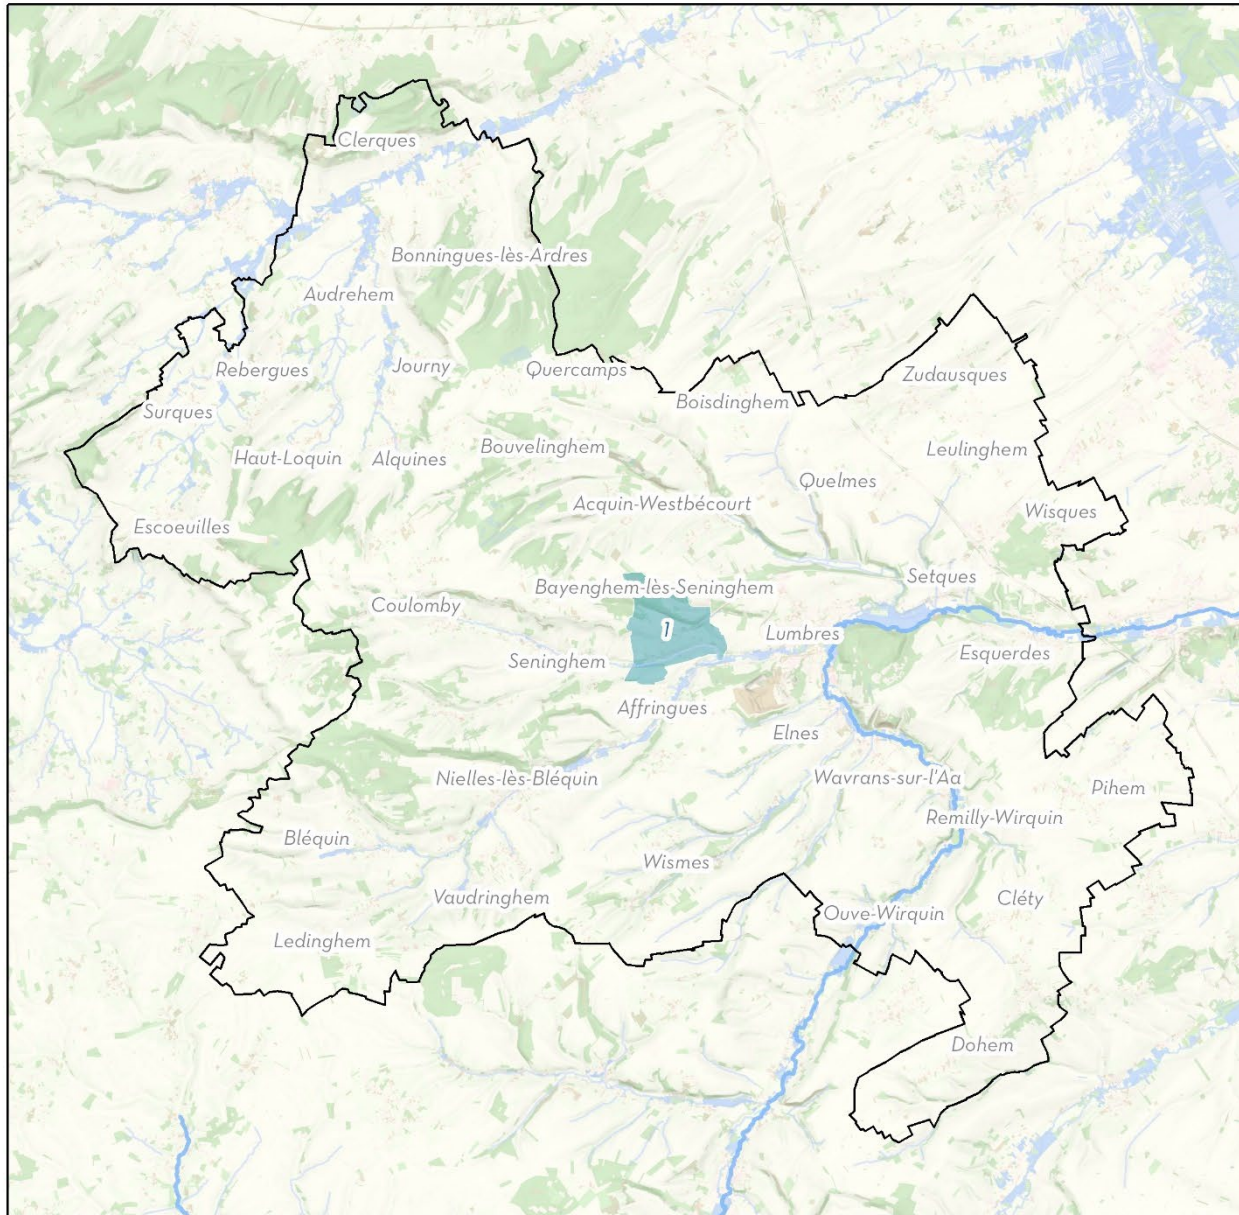 Clerques
Bonningues-lès-Ardres
Audrehem
Rebergues
Journy
Quercamps
Zudausques
Surques
Boisdinghem
Haut-Loquin
Alquines
Bouvelinghem
Leulinghem
Quelmes
Acquin-Westbécourt
Wisques
Escoeuilles
Setques
Bayenghem-lès-Seninghem
Coulomby
1
Lumbres
Seninghem
Esquerdes
Affringues
Elnes
Nielles-lès-Bléquin
Wavrans-sur-l'Aa
Pihem
Remilly-Wirquin
Bléquin
Wismes
Vaudringhem
Cléty
Ouve-Wirquin
Ledinghem
Dohem